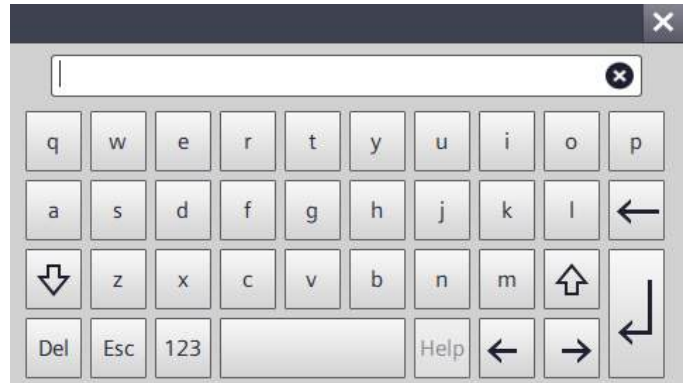 q w e r t y u i o p
a s d f g h j k l
z x c v b n m
Del Esc 123 Help